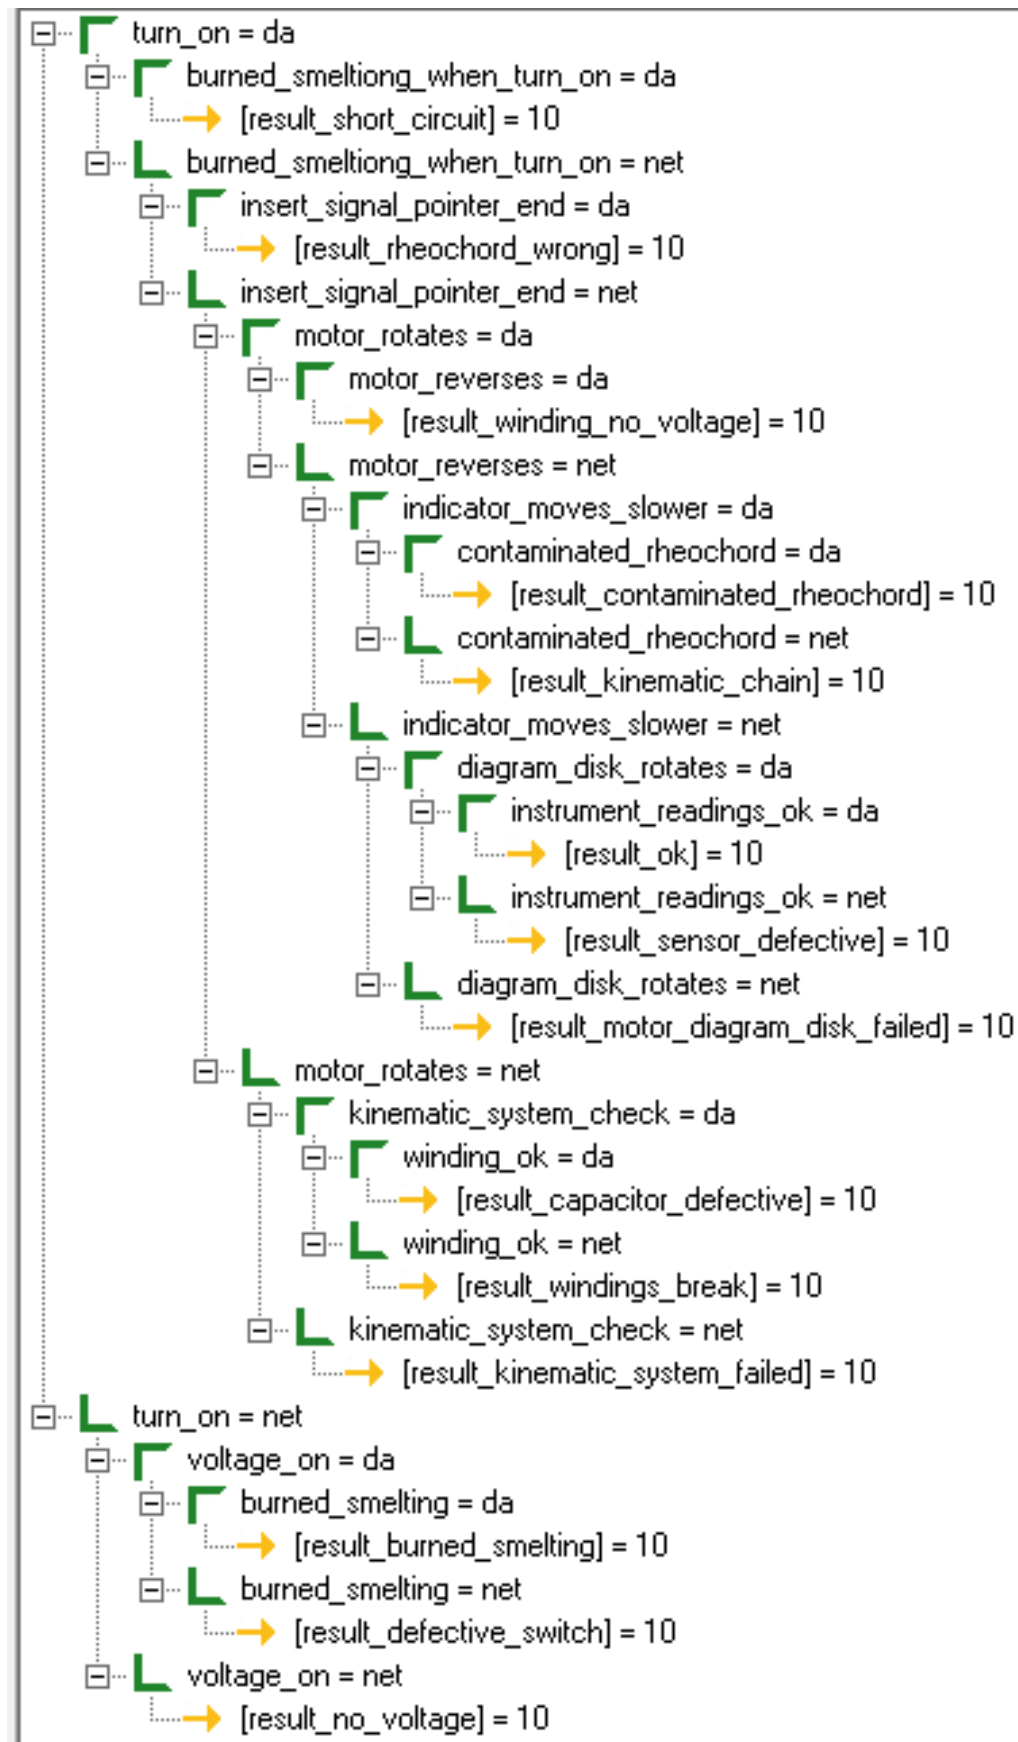 turn_on = da
burned_smeltiong_when_turn_on = da
[result_short_circuit] = 10
burned_smeltiong_when_turn_on = net
insert_signal_pointer_end = da
[result_rheochord_wrong] = 10
insert_signal_pointer_end = net
motor_rotates = da
motor_reverses = da
[result_winding_no_voltage] = 10
motor_reverses = net
indicator_moves_slower = da
contaminated_rheochord = da
[result_contaminated_rheochord] = 10
contaminated_rheochord = net
[result_kinematic_chain] = 10
indicator_moves_slower = net
diagram_disk_rotates = da
instrument_readings_ok = da
[result_ok] = 10
instrument_readings_ok = net
[result_sensor_defective] = 10
diagram_disk_rotates = net
[result_motor_diagram_disk_failed] = 10
motor_rotates = net
kinematic_system_check = da
winding_ok = da
[result_capacitor_defective] = 10
winding_ok = net
[result_windings_break] = 10
kinematic_system_check = net
[result_kinematic_system_failed] = 10
turn_on = net
voltage_on = da
burned_smelting = da
[result_burned_smelting] = 10
burned_smelting = net
[result_defective_switch] = 10
voltage_on = net
[result_no_voltage] = 10